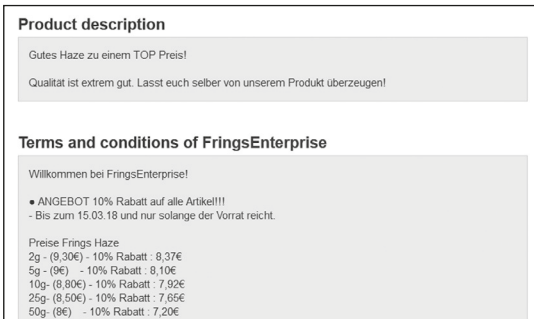 Product description
Gutes Haze zu einem TOP Preis!
Qualität ist extrem gut. Lasst euch selber von unserem Produkt überzeugen!
Terms and conditions of FringsEnterprise
Willkommen bei FringsEnterprise!
● ANGEBOT 10% Rabatt auf alle Artikel!!!
- Bis zum 15.03.18 und nur solange der Vorrat reicht.
Preise Frings Haze
2g - (9,30€) - 10% Rabatt : 8,37€
5g - (9€) - 10% Rabatt : 8,10€
10g- (8,80€) - 10% Rabatt : 7,92€
25g- (8,50€) - 10% Rabatt : 7,65€
50g- (8€) - 10% Rabatt : 7,20€